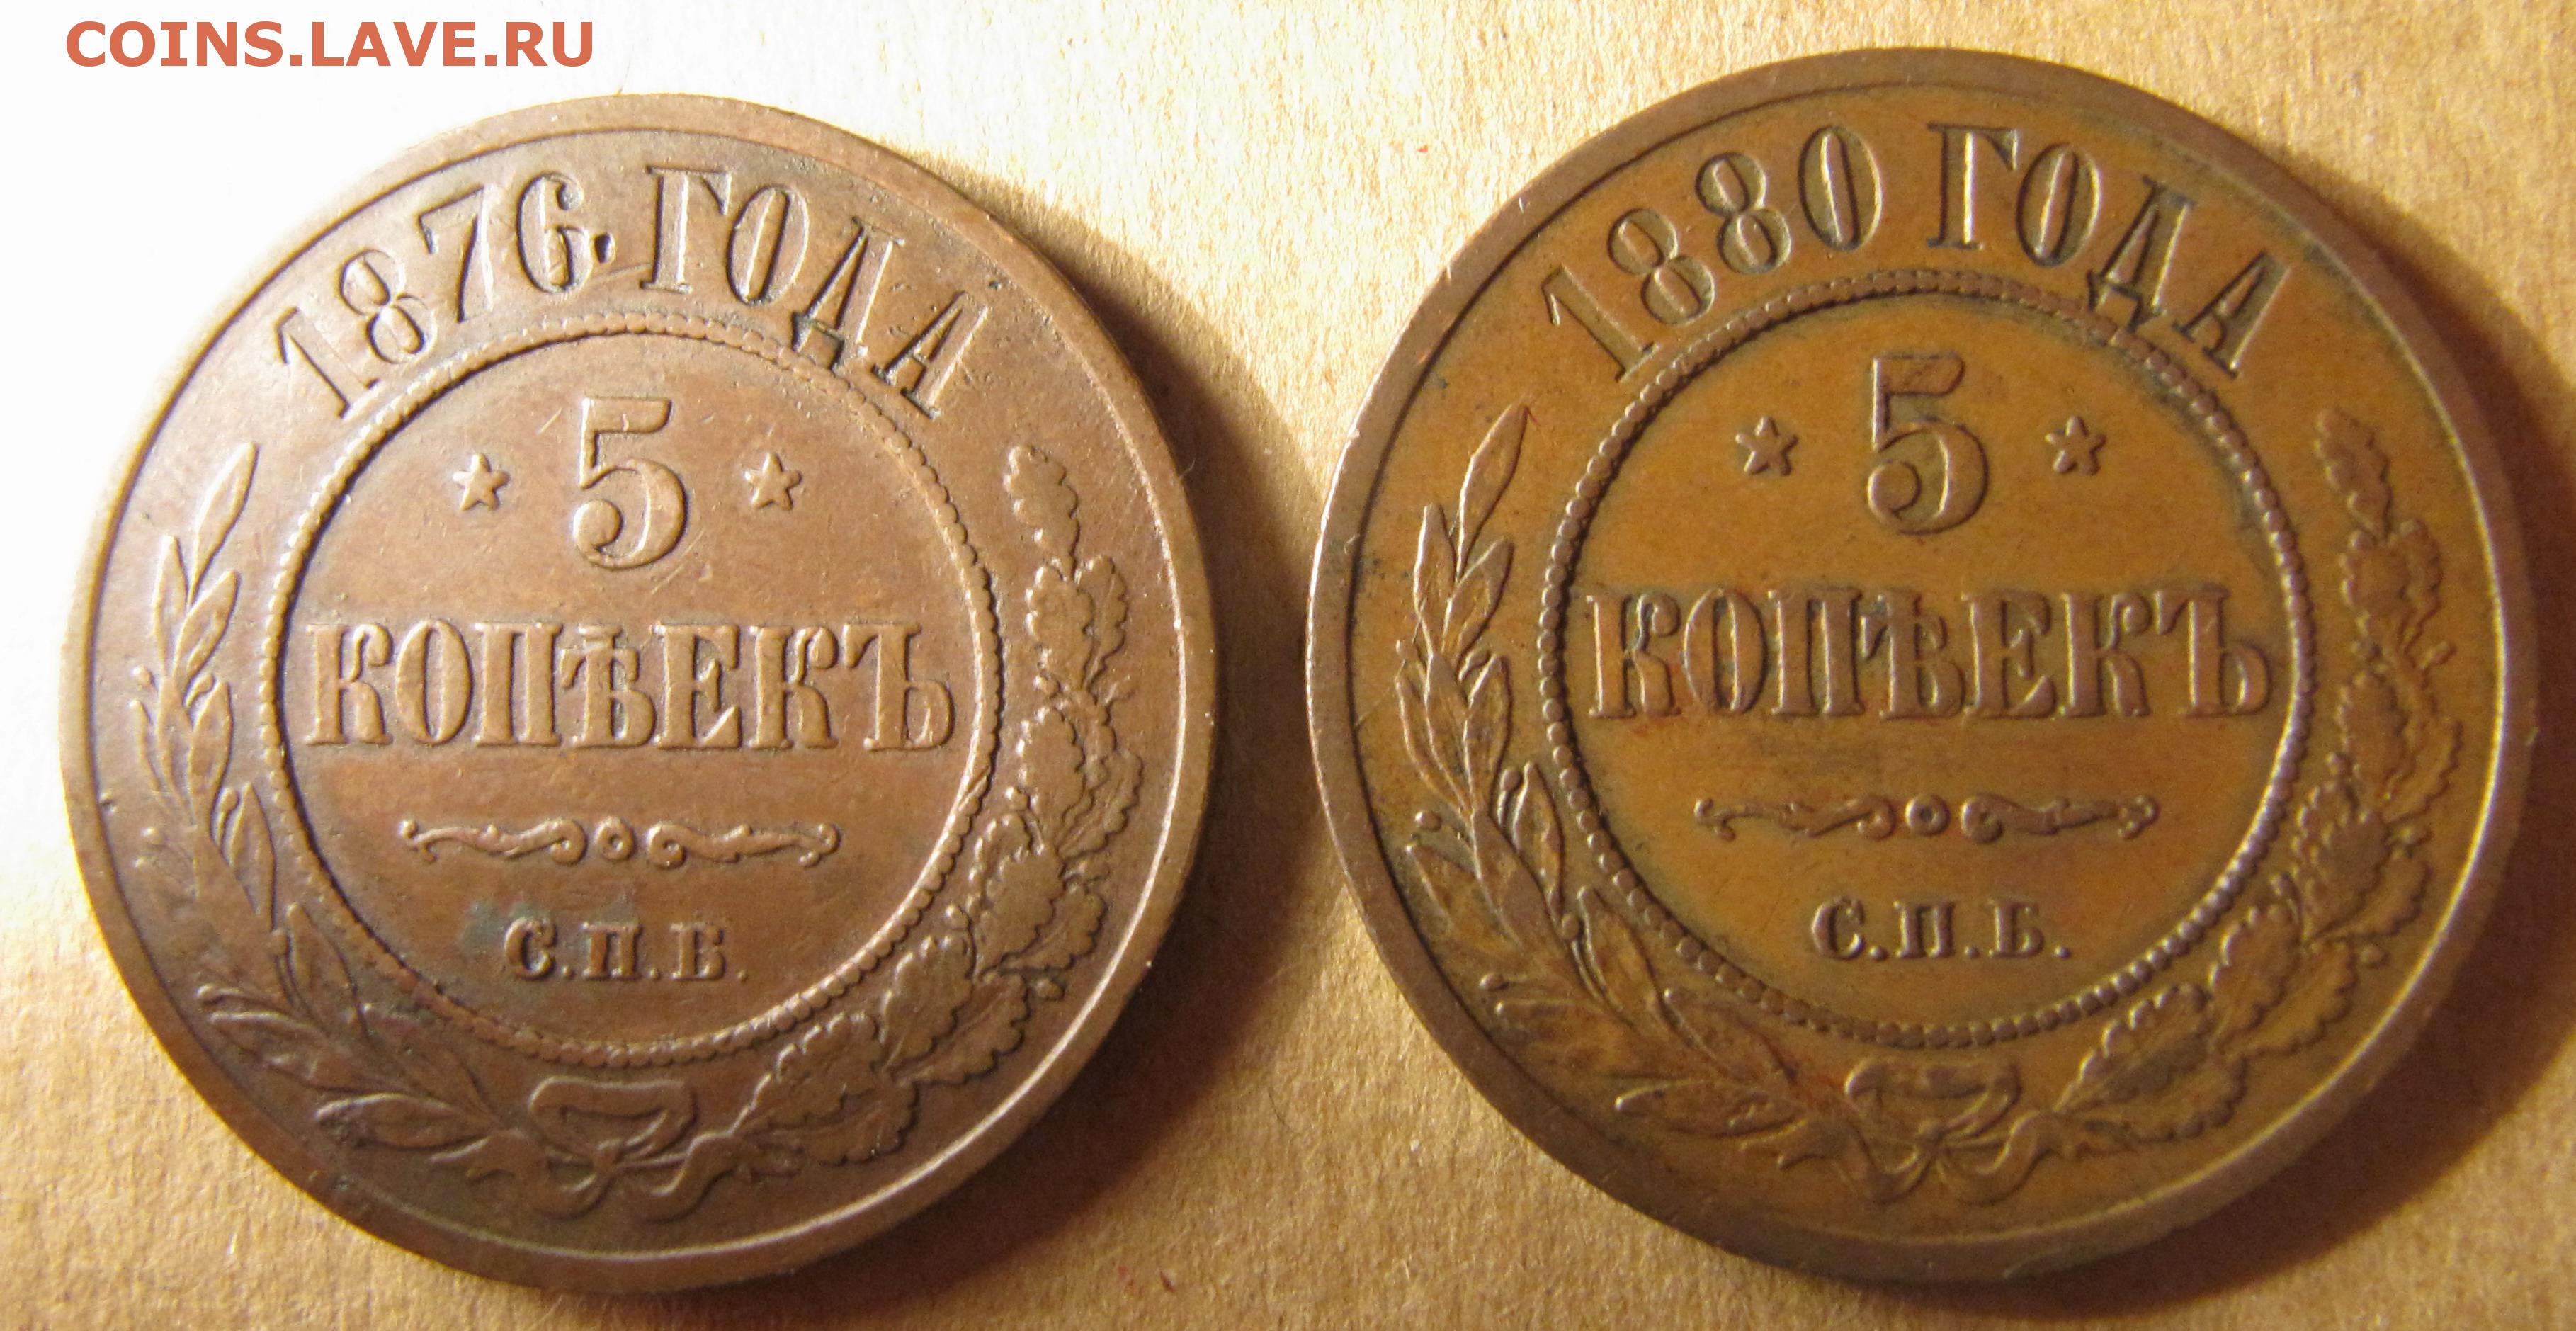 COINS.LAVE.RU
1876. ГОДА
5
КОПѢЕКЪ
С.П.Б.
1880 ГОДА
5
КОПѢЕКЪ
С.П.Б.